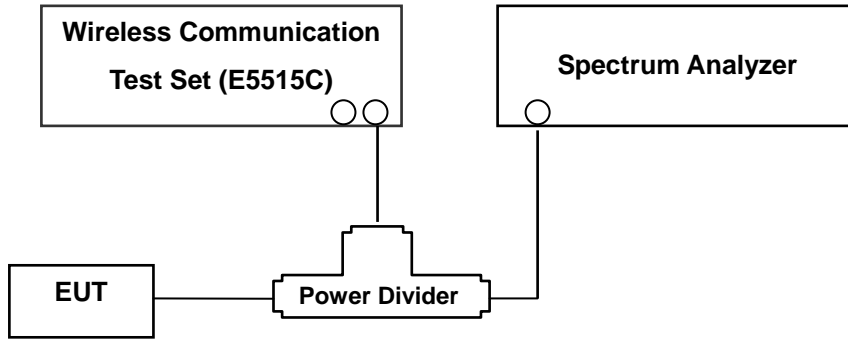 Wireless Communication
Test Set (E5515C)
Spectrum Analyzer
EUT
Power Divider